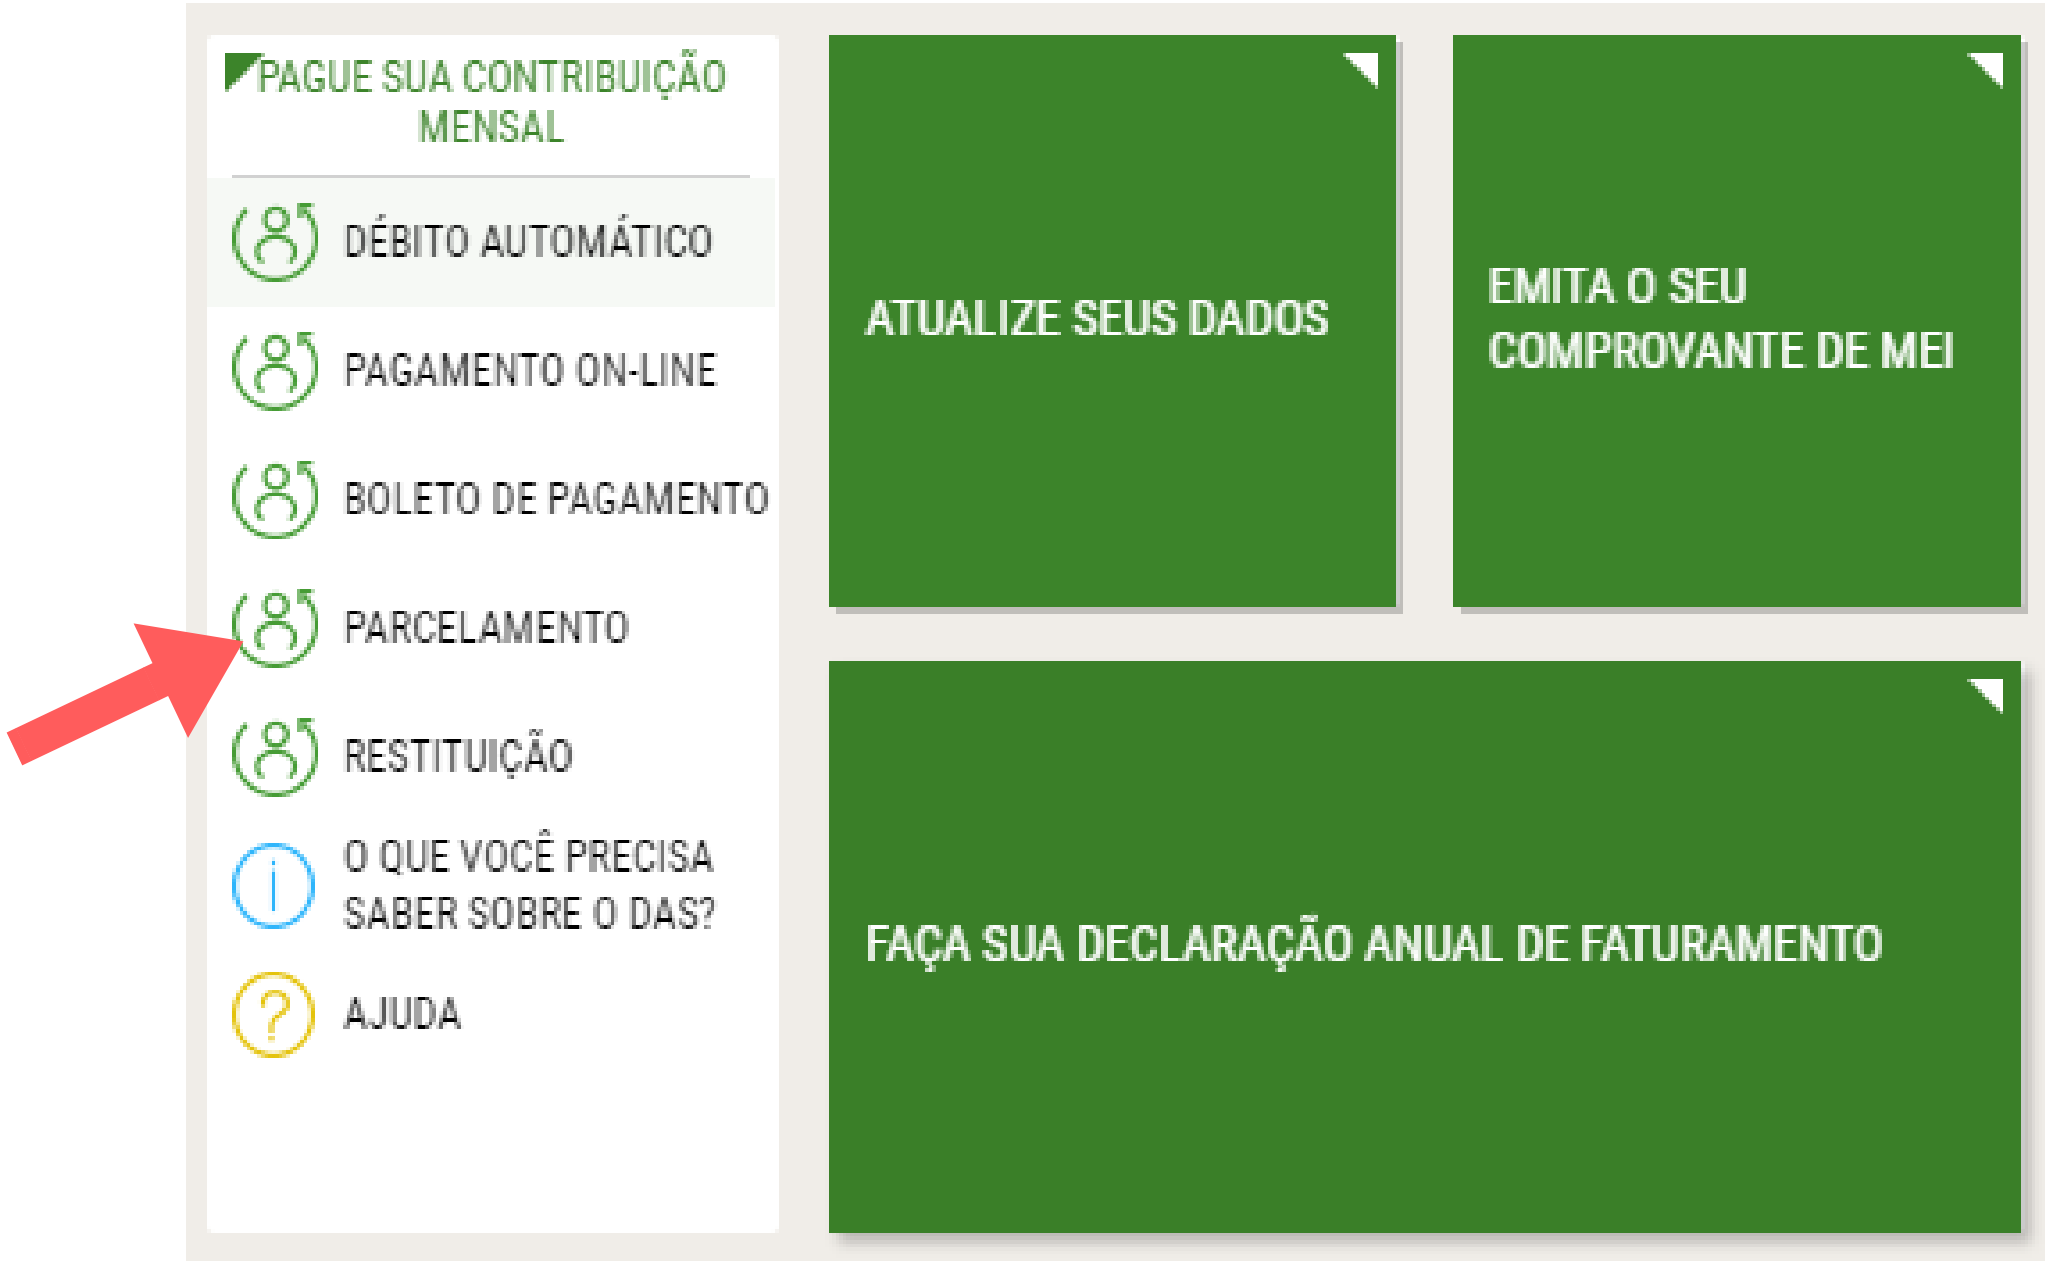 PAGUE SUA CONTRIBUIÇÃO
MENSAL
DÉBITO AUTOMÁTICO
PAGAMENTO ON-LINE
BOLETO DE PAGAMENTO
PARCELAMENTO
RESTITUIÇÃO
O QUE VOCÊ PRECISA
SABER SOBRE O DAS?
AJUDA
ATUALIZE SEUS DADOS
EMITA O SEU
COMPROVANTE DE MEI
FAÇA SUA DECLARAÇÃO ANUAL DE FATURAMENTO